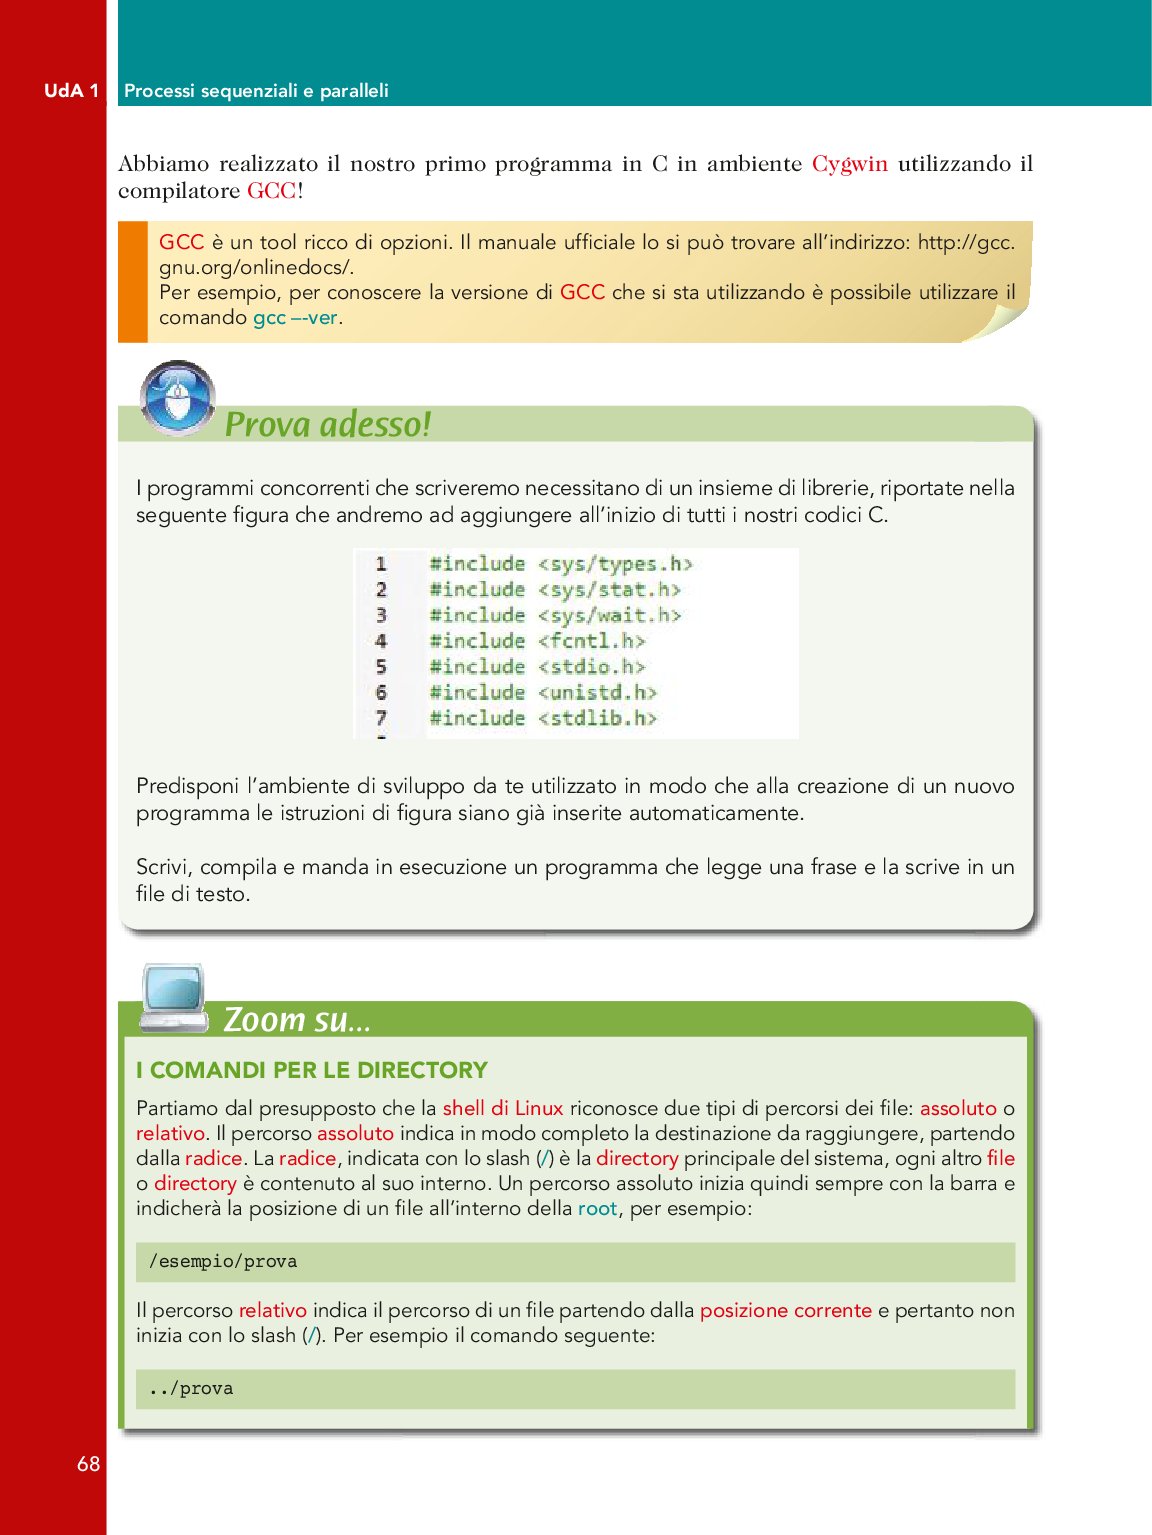 UdA 1 Processi sequenziali e paralleli
Abbiamo realizzato il nostro primo programma in C in ambiente Cygwin utilizzando il
compilatore GCC!
GCC è un tool ricco di opzioni. Il manuale ufficiale lo si può trovare all’indirizzo: http://gcc.
gnu.org/onlinedocs/.
Per esempio, per conoscere la versione di GCC che si sta utilizzando è possibile utilizzare il
comando gcc –-ver.
Prova adesso!
I programmi concorrenti che scriveremo necessitano di un insieme di librerie, riportate nella
seguente figura che andremo ad aggiungere all’inizio di tutti i nostri codici C.
1 #include <sys/types.h>
2 #include <sys/stat.h>
3 #include <sys/wait.h>
4 #include <fcntl.h>
5 #include <stdio.h>
6 #include <unistd.h>
7 #include <stdlib.h>
Predisponi l’ambiente di sviluppo da te utilizzato in modo che alla creazione di un nuovo
programma le istruzioni di figura siano già inserite automaticamente.
Scrivi, compila e manda in esecuzione un programma che legge una frase e la scrive in un
file di testo.
Zoom su...
I COMANDI PER LE DIRECTORY
Partiamo dal presupposto che la shell di Linux riconosce due tipi di percorsi dei file: assoluto o
relativo. Il percorso assoluto indica in modo completo la destinazione da raggiungere, partendo
dalla radice. La radice, indicata con lo slash (/) è la directory principale del sistema, ogni altro file
o directory è contenuto al suo interno. Un percorso assoluto inizia quindi sempre con la barra e
indicherà la posizione di un file all’interno della root, per esempio:
/esempio/prova
Il percorso relativo indica il percorso di un file partendo dalla posizione corrente e pertanto non
inizia con lo slash (/). Per esempio il comando seguente:
../prova
68